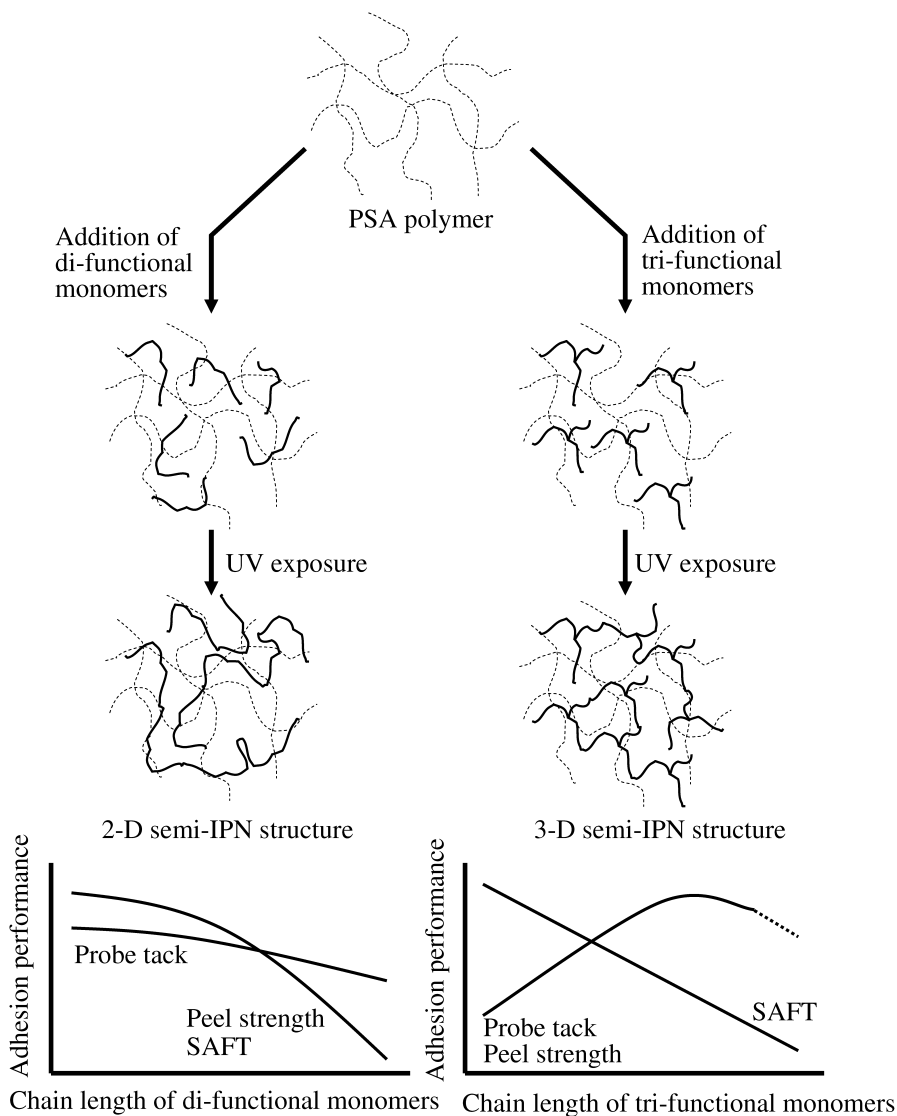 PSA polymer
Addition of
di-functional
monomers
Addition of
tri-functional
monomers
UV exposure
UV exposure
2-D semi-IPN structure
3-D semi-IPN structure
Adhesion performance
Probe tack
Peel strength
SAFT
Chain length of di-functional monomers
Adhesion performance
SAFT
Probe tack
Peel strength
Chain length of tri-functional monomers